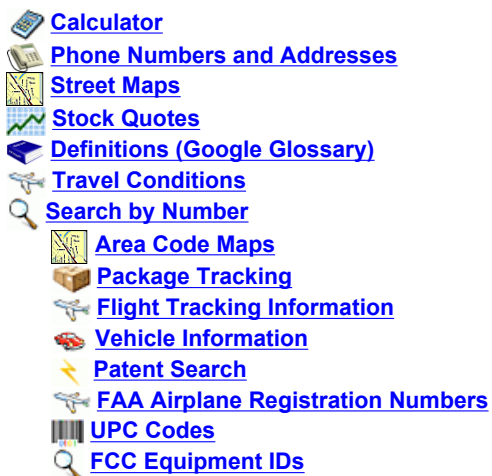 Calculator
Phone Numbers and Addresses
Street Maps
Stock Quotes
Definitions (Google Glossary)
Travel Conditions
Search by Number
Area Code Maps
Package Tracking
Flight Tracking Information
Vehicle Information
Patent Search
FAA Airplane Registration Numbers
UPC Codes
FCC Equipment IDs